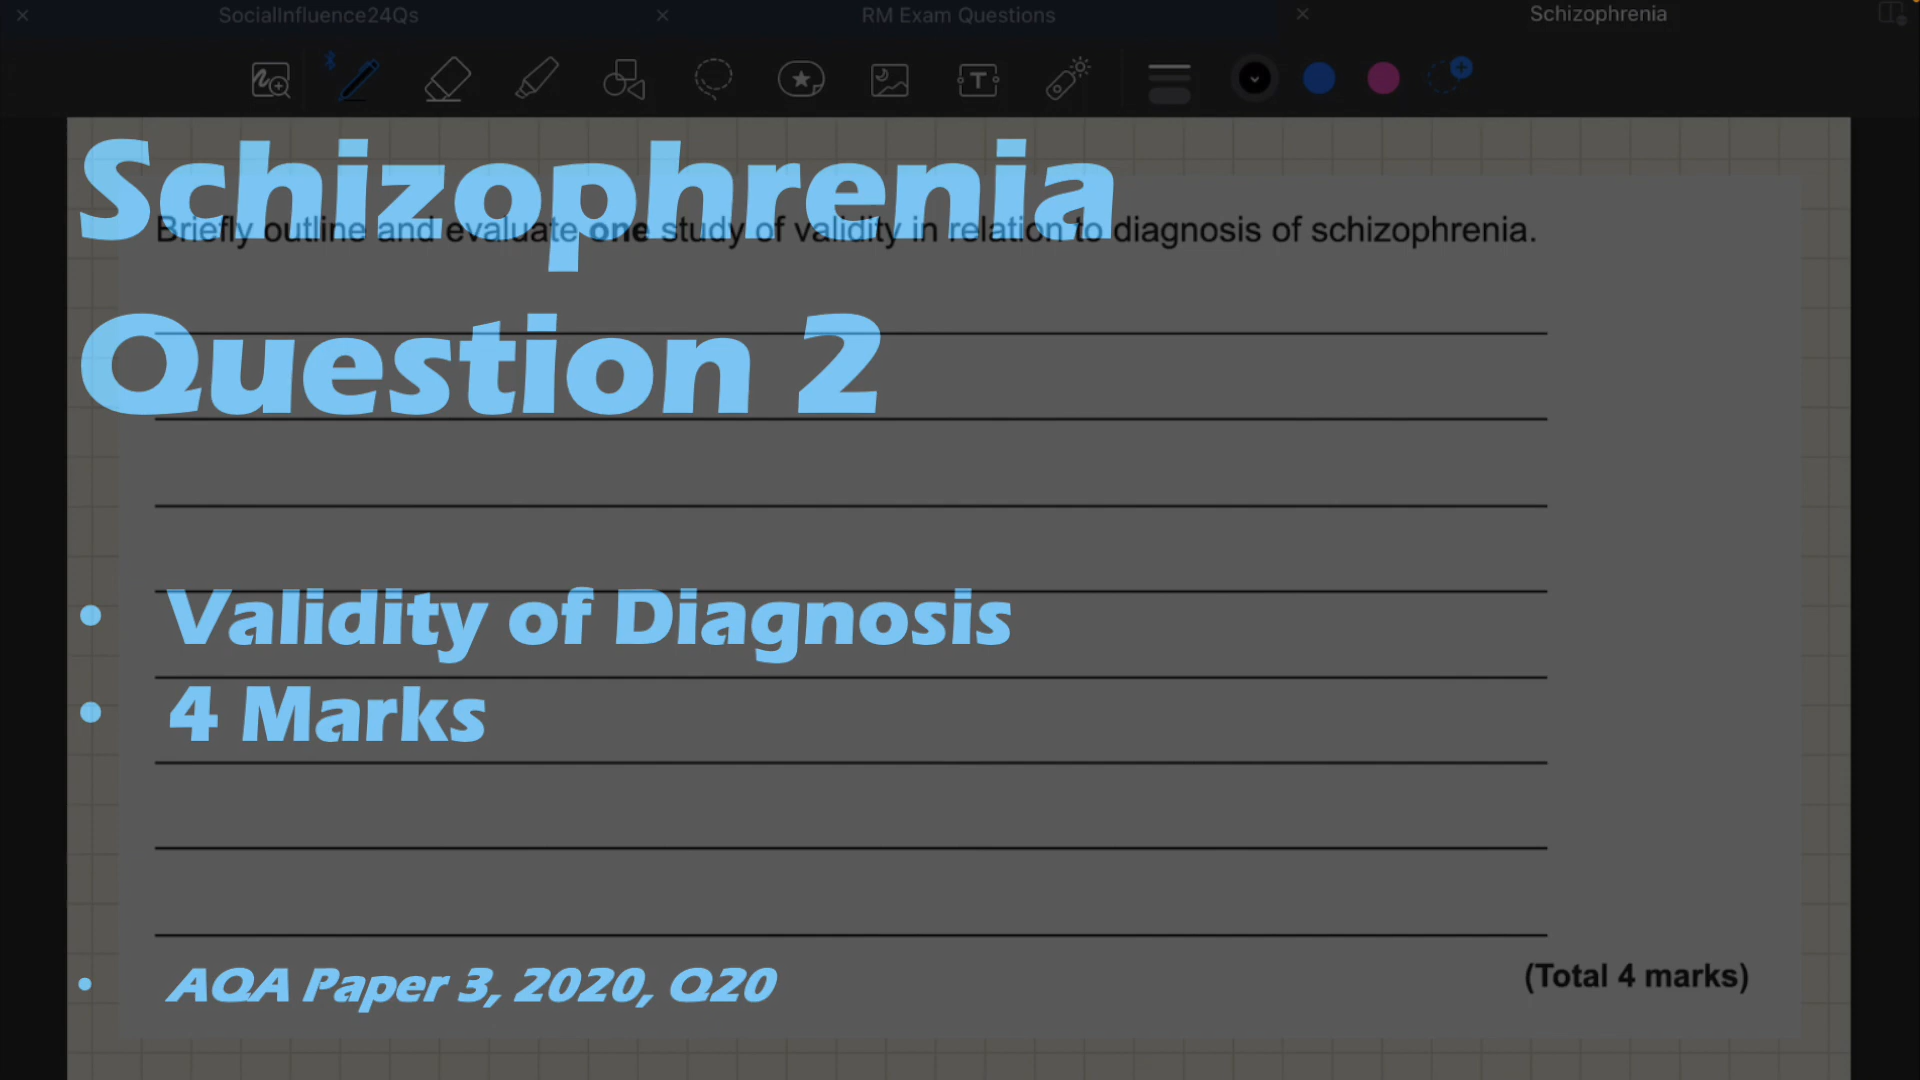 SocialInfluence24Qs
RM Exam Questions
Schizophrenia
Schizophrenia
Briefly outline and evaluate one study of validity in relation to diagnosis of schizophrenia.
Question 2
• Validity of Diagnosis
• 4 Marks
• AQA Paper 3, 2020, Q20
(Total 4 marks)